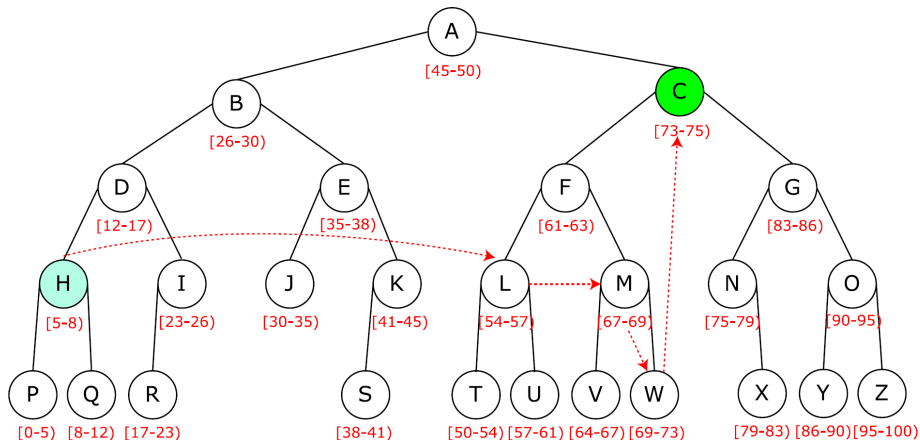 A
[45-50)
B
[26-30)
C
[73-75)
D
[12-17)
E
[35-38)
F
[61-63)
G
[83-86)
H
[5-8)
I
[23-26)
J
[30-35)
K
[41-45)
L
[54-57)
M
[67-69)
N
[75-79)
O
[90-95)
P
[0-5)
Q
[8-12)
R
[17-23)
S
[38-41)
T
[50-54)
U
[57-61)
V
[64-67)
W
[69-73)
X
[79-83)
Y
[86-90)
Z
[95-100)